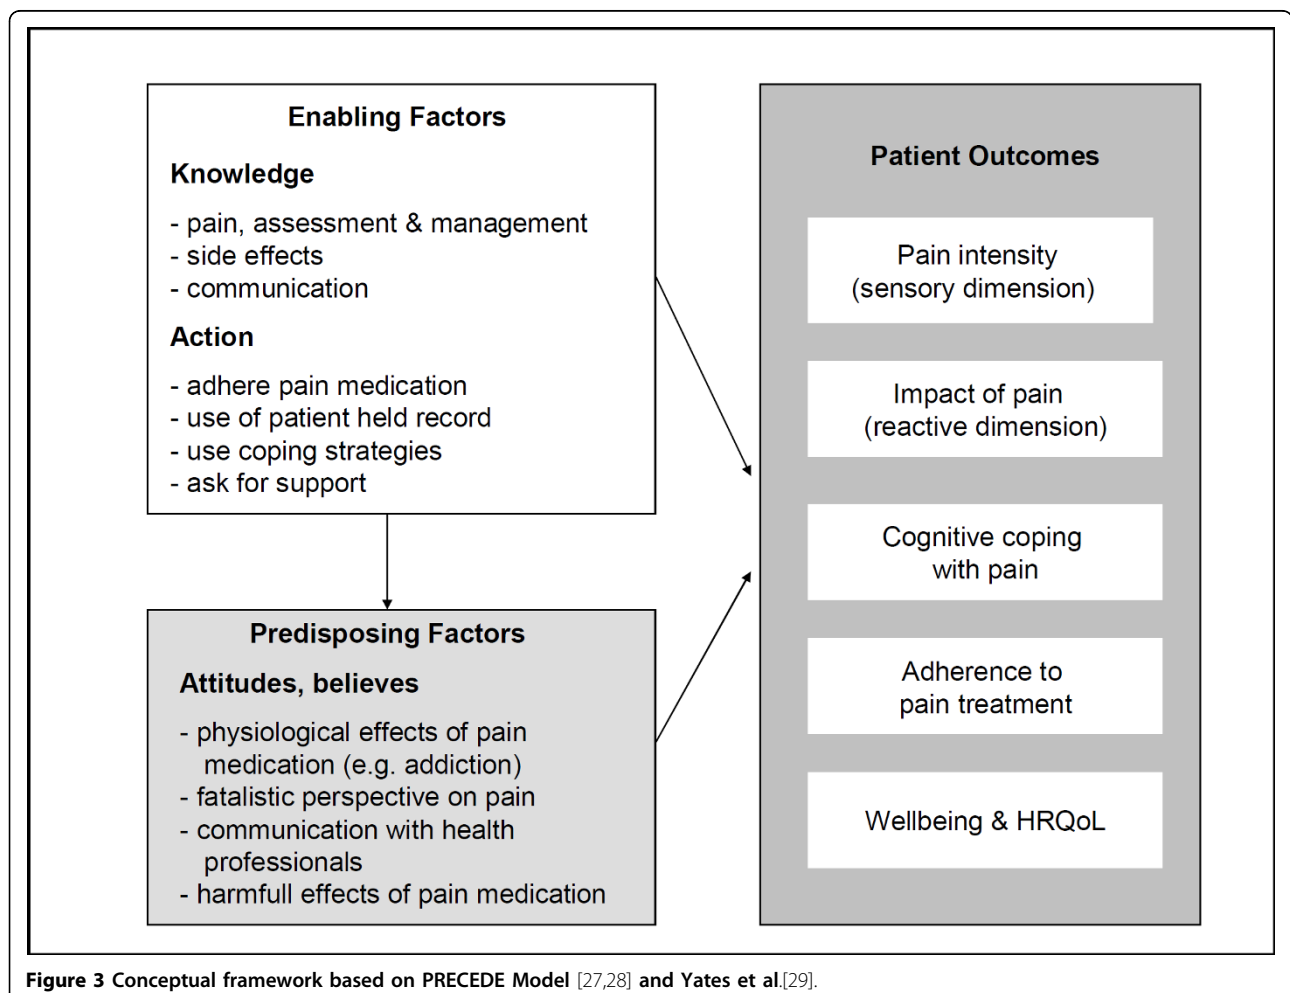 Enabling Factors
Knowledge
- pain, assessment & management
- side effects
- communication
Action
- adhere pain medication
- use of patient held record
- use coping strategies
- ask for support
Predisposing Factors
Attitudes, believes
- physiological effects of pain
medication (e.g. addiction)
- fatalistic perspective on pain
- communication with health
professionals
- harmfull effects of pain medication
Patient Outcomes
Pain intensity
(sensory dimension)
Impact of pain
(reactive dimension)
Cognitive coping
with pain
Adherence to
pain treatment
Wellbeing & HRQoL
Figure 3 Conceptual framework based on PRECEDE Model [27,28] and Yates et al.[29].